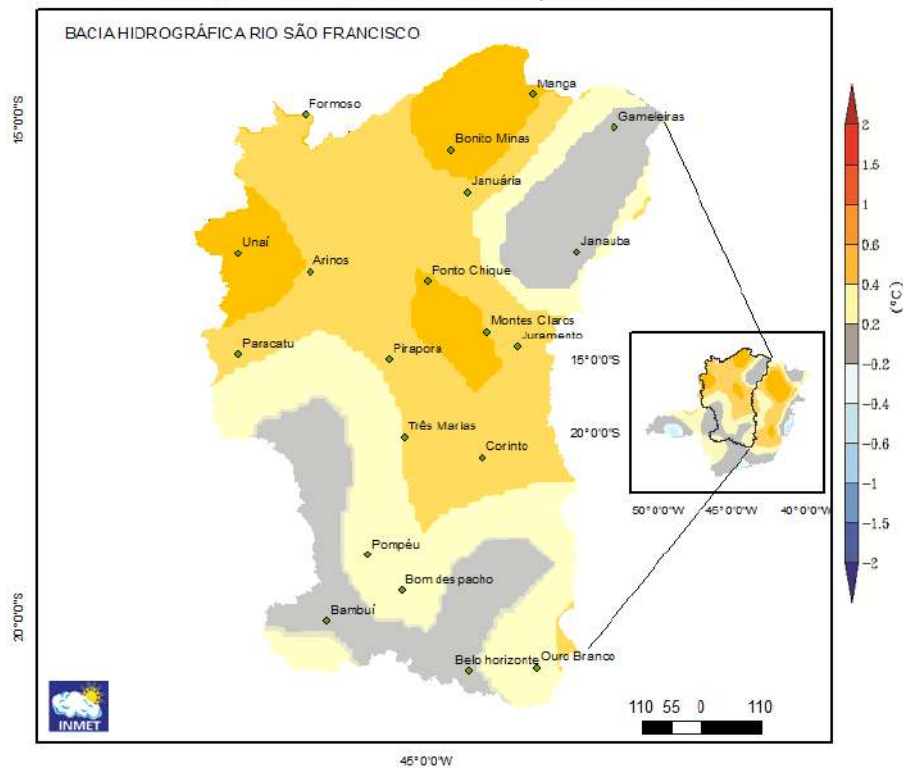 BACIA HIDROGRÁFICA RIO SÃO FRANCISCO
Manga
Formoso
Gameleiras
Bonito Minas
Januária
Unaí
Janauba
Arinos
Ponto Chique
Montes Claros
Juramento
Paracatu
Pirapora
Três Marias
Corinto
Pompéu
Bom despacho
Bambuí
Belo horizonte
Ouro Branco
INMET
110 55 0 110
15°0'0"S
20°0'0"S
45°0'0"W
15°0'0"S
20°0'0"S
50°0'0"W 45°0'0"W 40°0'0"W
2
1.5
1
0.6
0.4
0.2
-0.2
-0.4
-0.6
-1
-1.5
-2
(°C)